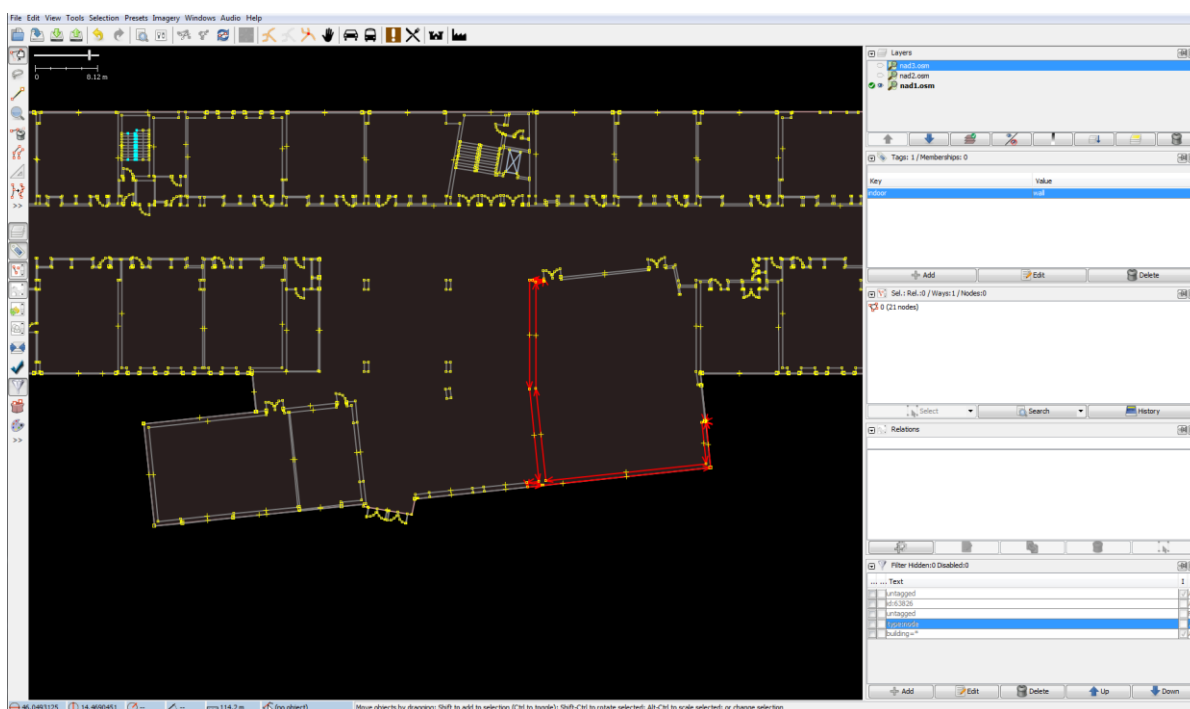 File Edit View Tools Selection Presets Imagery Windows Audio Help
0 0.12 m
Layers
nad3.osm
nad2.osm
nad1.osm
Tags: 1 / Memberships: 0
Key Value
indoor wall
Add Edit Delete
Sel.: Rel.:0 / Ways:1 / Nodes:0
0 (21 nodes)
Select Search History
Relations
Filter Hidden:0 Disabled:0
... ... Text I
untagged
id:63826
untagged
type:node
building=*
Add Edit Delete Up Down
46.0493125 14.4690451 -- -- 114.2 m (no object) Move objects by dragging; Shift to add to selection (Ctrl to toggle); Shift-Ctrl to rotate selected; Alt-Ctrl to scale selected; or change selection